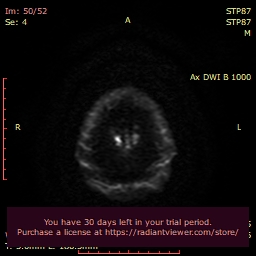 Im: 50/52
Se: 4
A
STP87
STP87
M
Ax DWI B 1000
R
L
You have 30 days left in your trial period.
Purchase a license at https://radiantviewer.com/store/